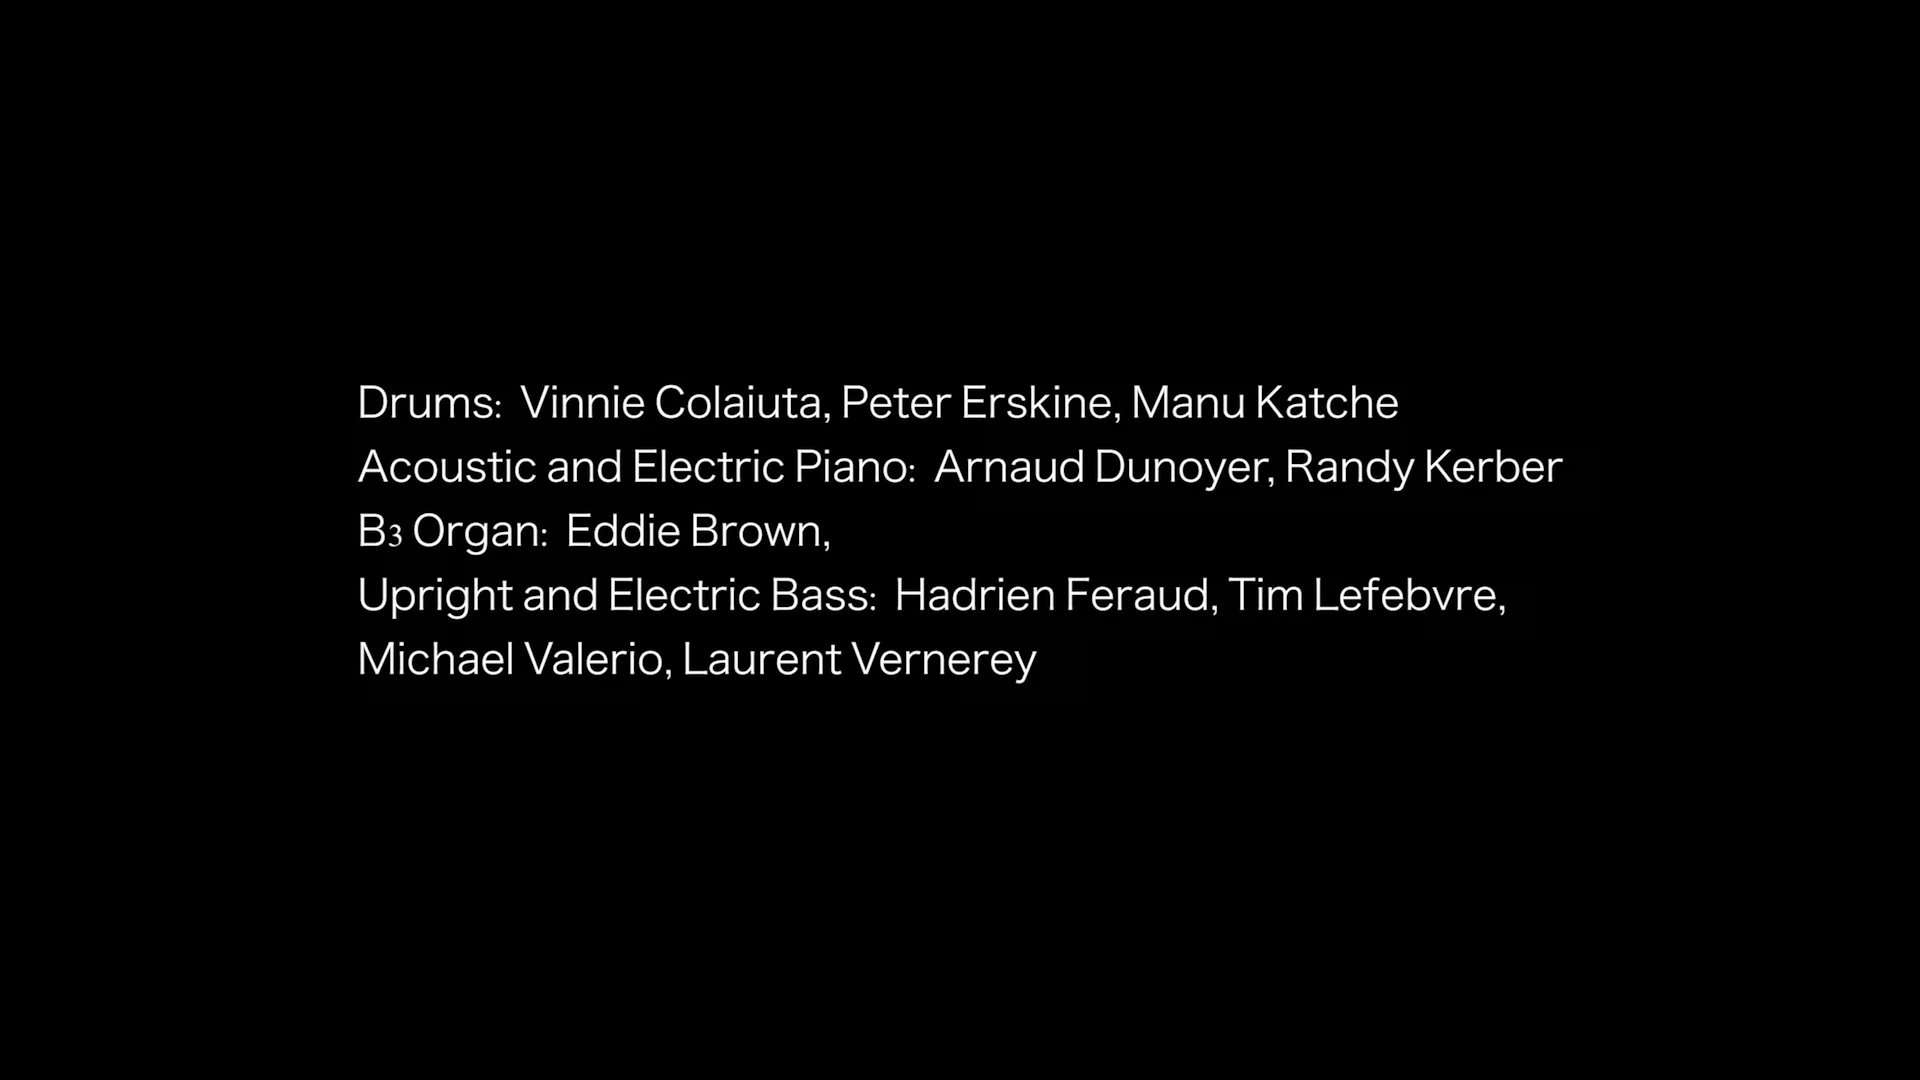 Drums: Vinnie Colaiuta, Peter Erskine, Manu Katche
Acoustic and Electric Piano: Arnaud Dunoyer, Randy Kerber
B3 Organ: Eddie Brown,
Upright and Electric Bass: Hadrien Feraud, Tim Lefebvre,
Michael Valerio, Laurent Vernerey